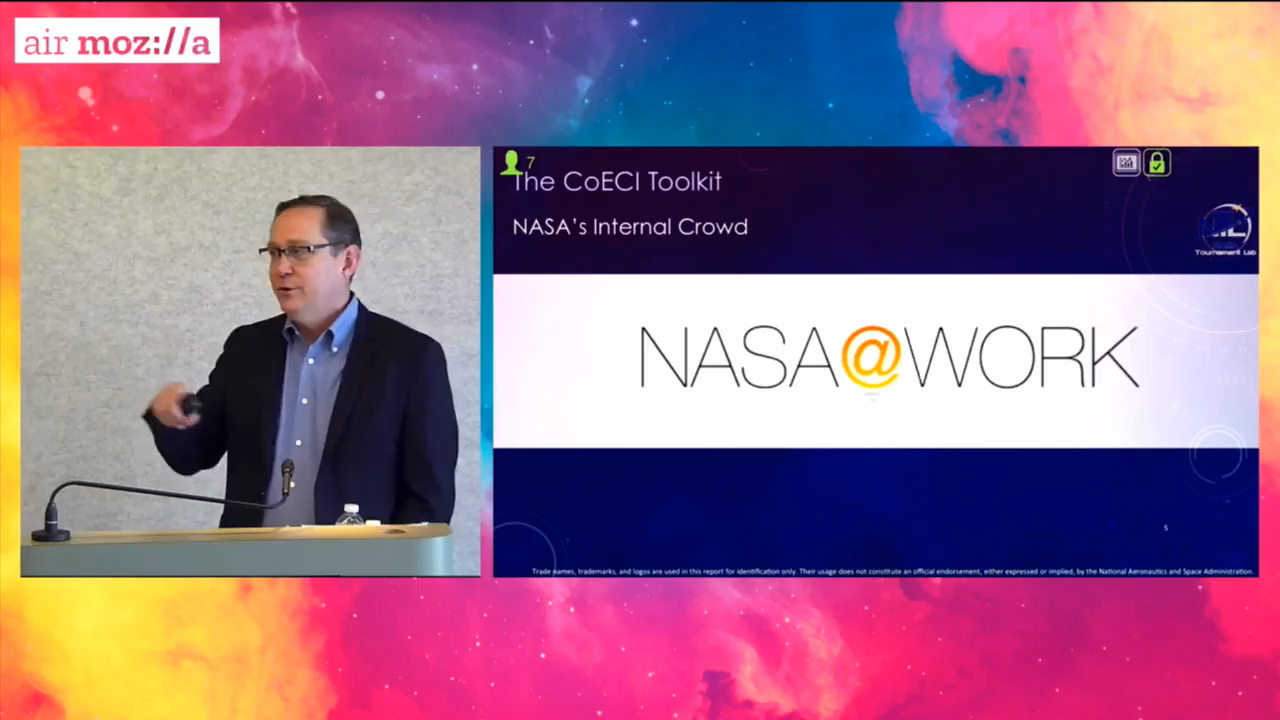 air moz://a
7
The CoECI Toolkit
NASA's Internal Crowd
Tournament Lab
NASA@WORK
5
Trade names, trademarks, and logos are used in this report for identification only. Their usage does not constitute an official endorsement, either expressed or implied, by the National Aeronautics and Space Administration.